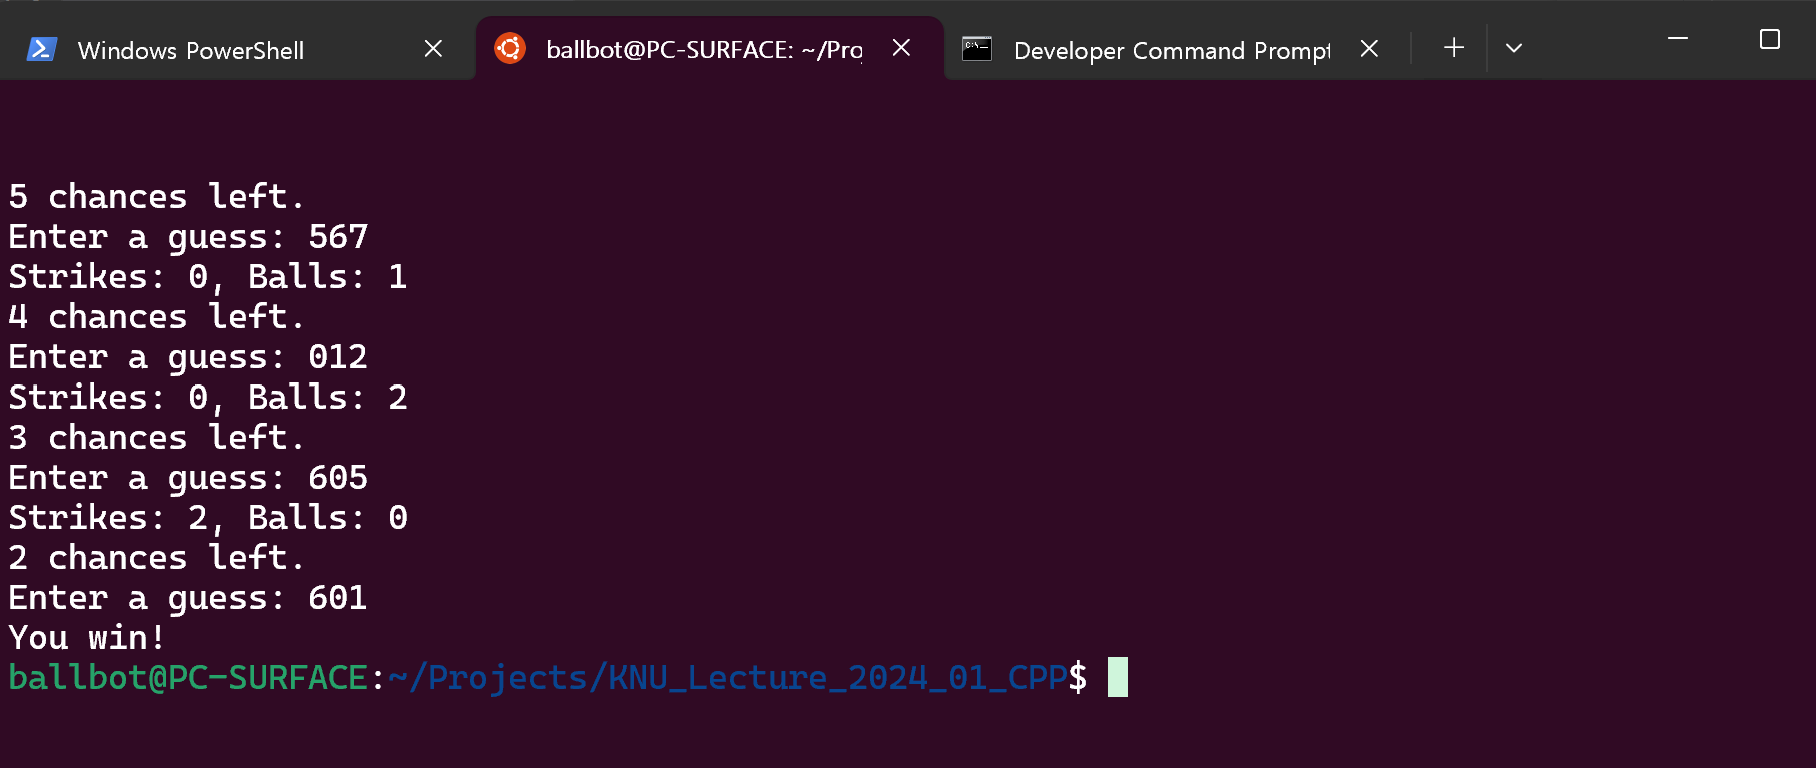 Windows PowerShell
ballbot@PC-SURFACE: ~/Pro
Developer Command Prompt
5 chances left.
Enter a guess: 567
Strikes: 0, Balls: 1
4 chances left.
Enter a guess: 012
Strikes: 0, Balls: 2
3 chances left.
Enter a guess: 605
Strikes: 2, Balls: 0
2 chances left.
Enter a guess: 601
You win!
ballbot@PC-SURFACE:~/Projects/KNU_Lecture_2024_01_CPP$